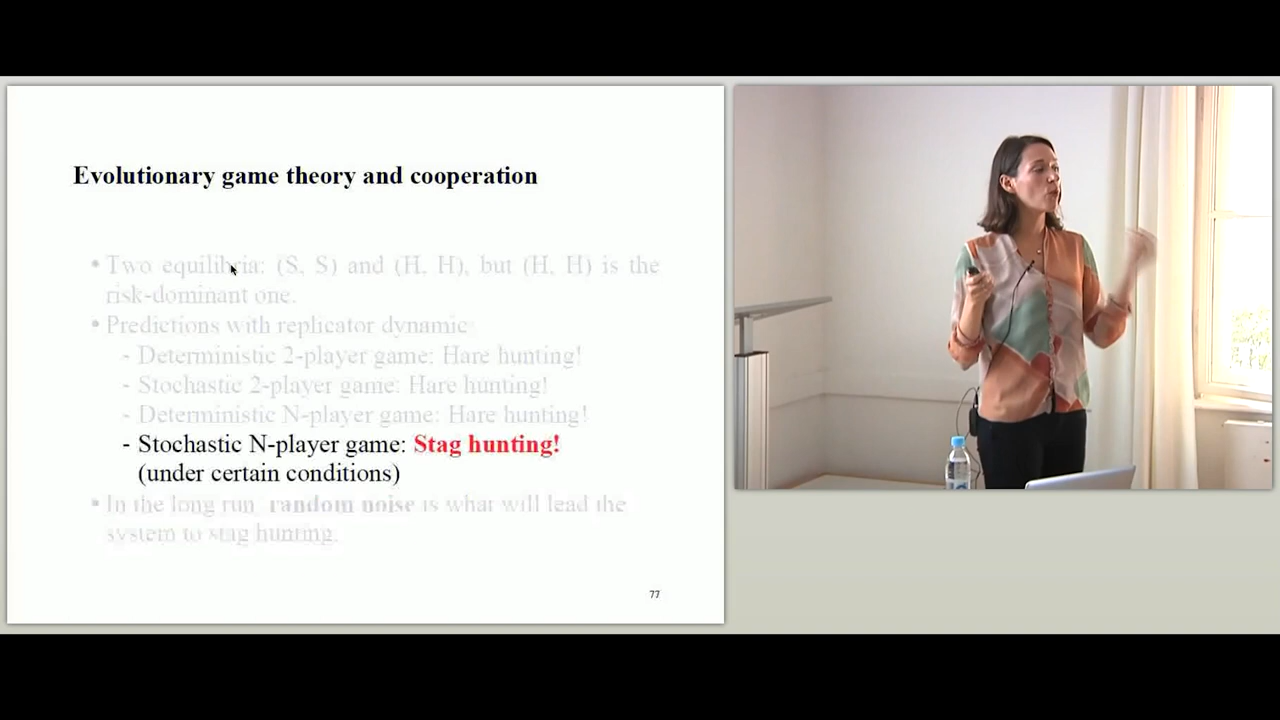 Evolutionary game theory and cooperation
• Two equilibria: (S, S) and (H, H), but (H, H) is the
risk-dominant one.
• Predictions with replicator dynamic:
- Deterministic 2-player game: Hare hunting!
- Stochastic 2-player game: Hare hunting!
- Deterministic N-player game: Hare hunting!
- Stochastic N-player game: Stag hunting!
(under certain conditions)
• In the long run, random noise is what will lead the
system to stag hunting.
77